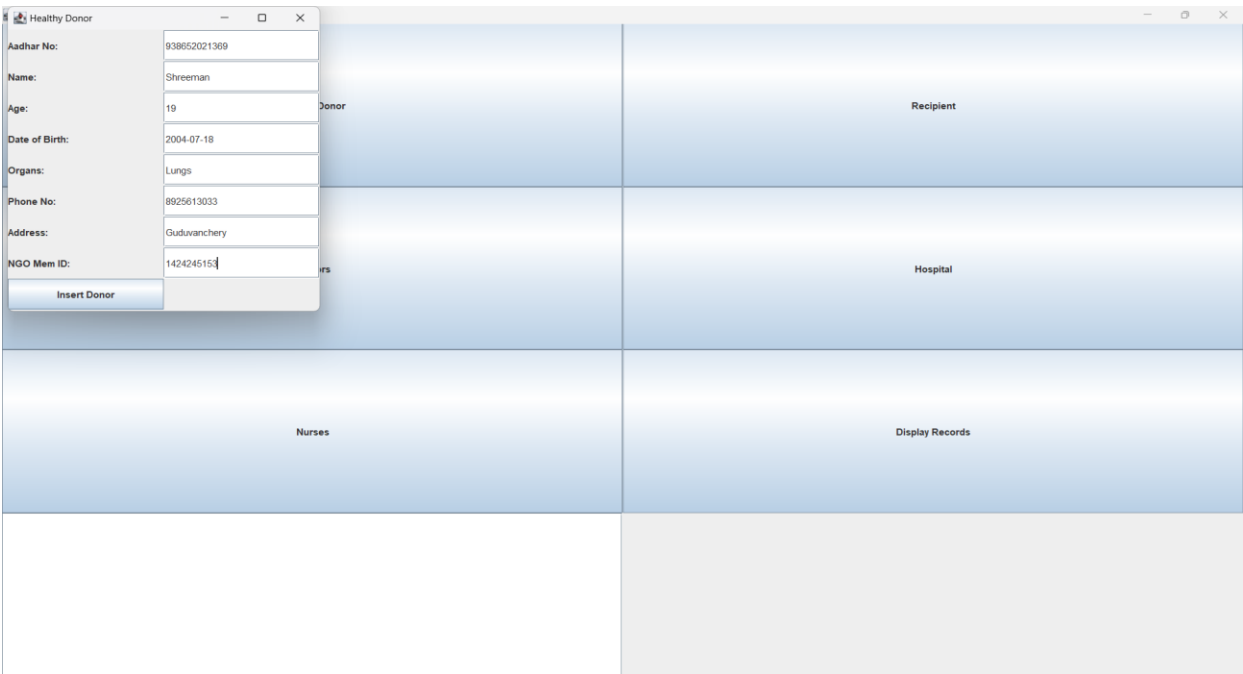 Healthy Donor
Aadhar No: 938652021369
Name: Shreeman
Age: 19
Date of Birth: 2004-07-18
Organs: Lungs
Phone No: 8925613033
Address: Guduvanchery
NGO Mem ID: 1424245153
Insert Donor
Donor
Recipient
Hospital
Nurses
Display Records